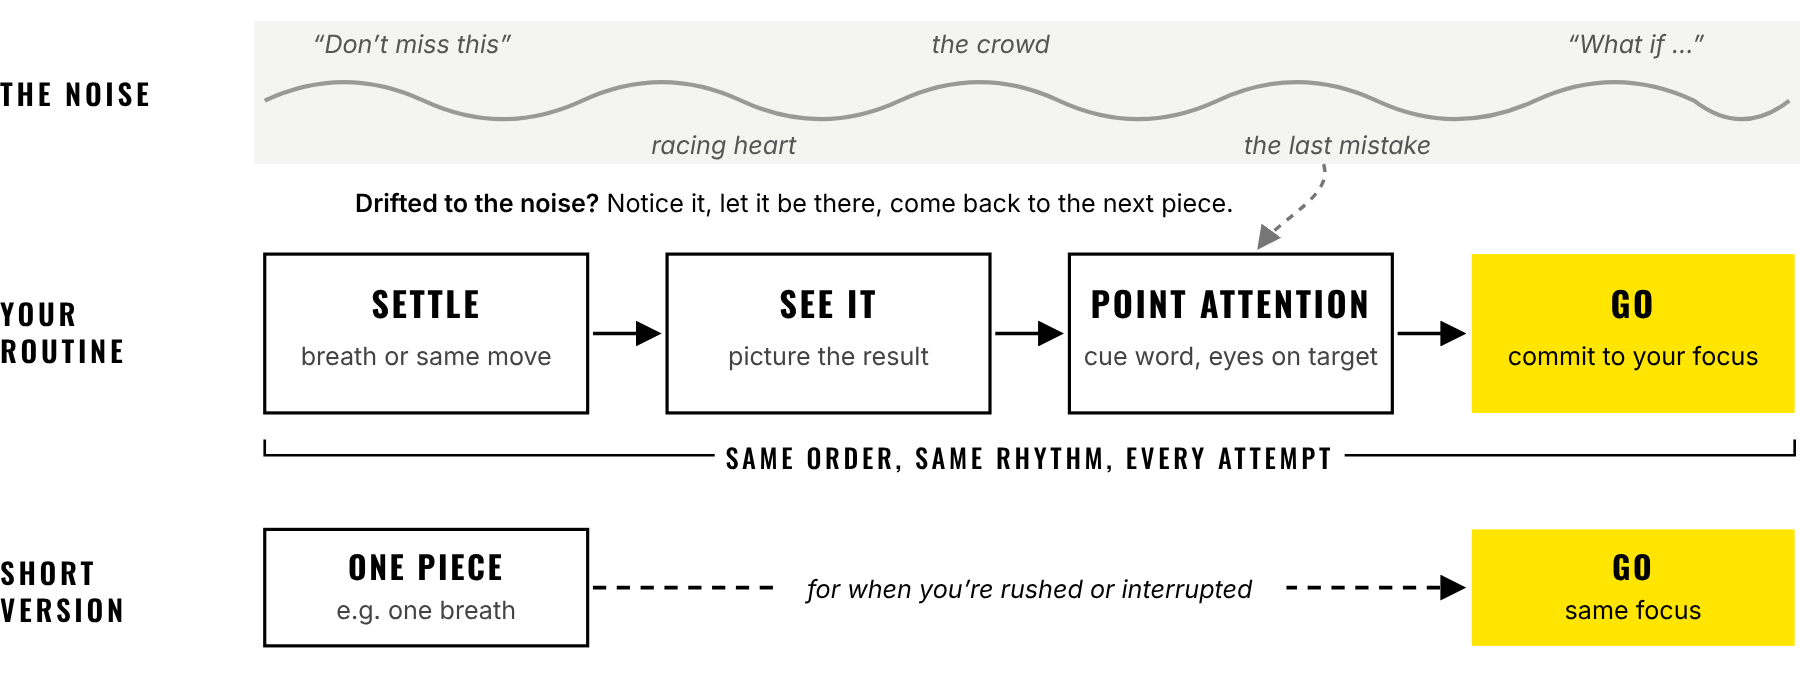 “Don’t miss this”
the crowd
“What if ...”
THE NOISE
racing heart
the last mistake
Drifted to the noise? Notice it, let it be there, come back to the next piece.
YOUR
ROUTINE
SETTLE
breath or same move
SEE IT
picture the result
POINT ATTENTION
cue word, eyes on target
GO
commit to your focus
SAME ORDER, SAME RHYTHM, EVERY ATTEMPT
SHORT
VERSION
ONE PIECE
e.g. one breath
for when you’re rushed or interrupted
GO
same focus